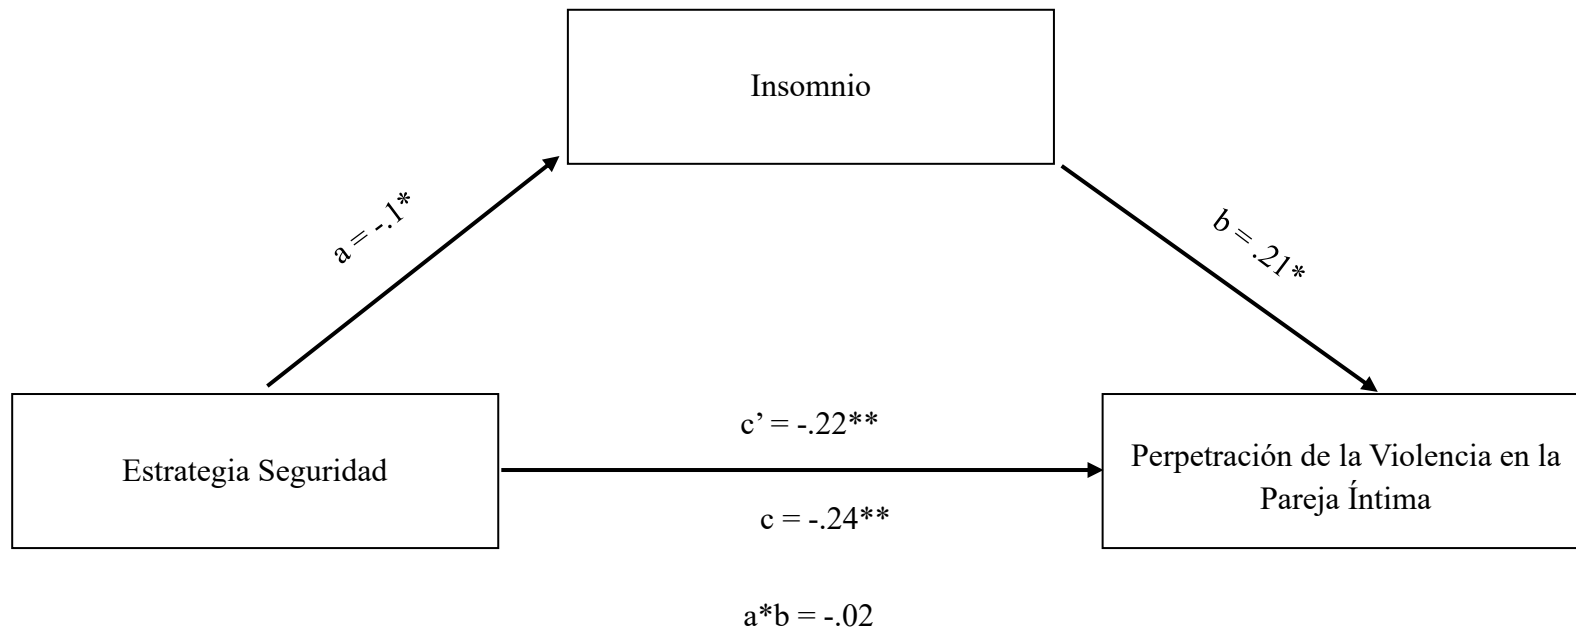 Insomnio
a = -.1*
b = .21*
c’ = -.22**
Estrategia Seguridad
Perpetración de la Violencia en la
Pareja Íntima
c = -.24**
a*b = -.02